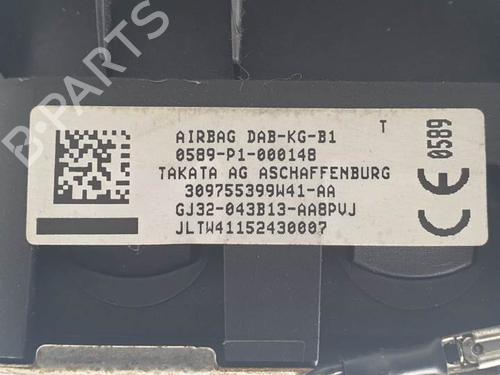 AIRBAG DAB-KG-B1
T
0589-P1-000148
TAKATA AG ASCHAFFENBURG
309755399W41-AA
GJ32-043B13-AA8PVJ
JLTW41152430007
CE 0589
B-PARTS